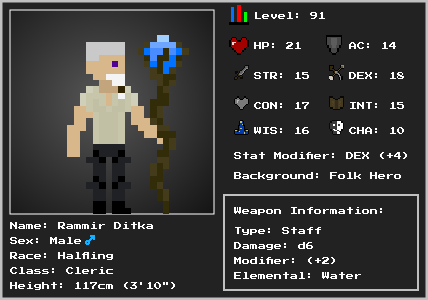 Level: 91
HP: 21
AC: 14
STR: 15
DEX: 18
CON: 17
INT: 15
WIS: 16
CHA: 10
Stat Modifier: DEX (+4)
Background: Folk Hero
Name: Rammir Ditka
Sex: Male♂
Race: Halfling
Class: Cleric
Height: 117cm (3'10")
Weapon Information:
Type: Staff
Damage: d6
Modifier: (+2)
Elemental: Water